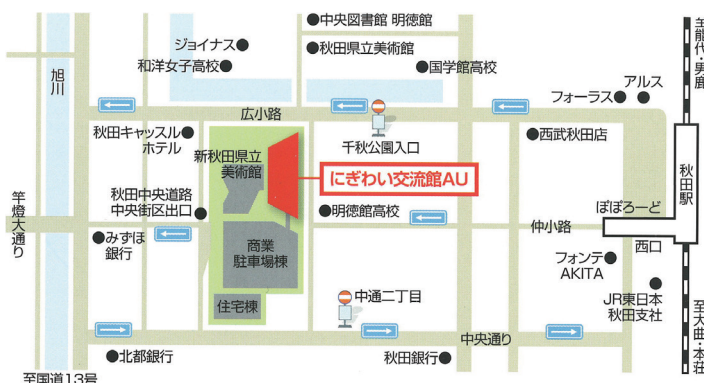 中央図書館 明徳館
ジョイナス
秋田県立美術館
和洋女子高校
国学館高校
至能代・男鹿
アルス
フォーラス
旭川
広小路
千秋公園入口
秋田キャッスル
ホテル
新秋田県立
美術館
西武秋田店
にぎわい交流館AU
秋田駅
秋田中央道路
中央街区出口
明徳館高校
ぽぽろーど
仲小路
西口
竿燈大通り
みずほ
銀行
商業
駐車場棟
フォンテ
AKITA
住宅棟
中通二丁目
JR東日本
秋田支社
中央通り
至大曲・本荘
北都銀行
秋田銀行
至国道13号